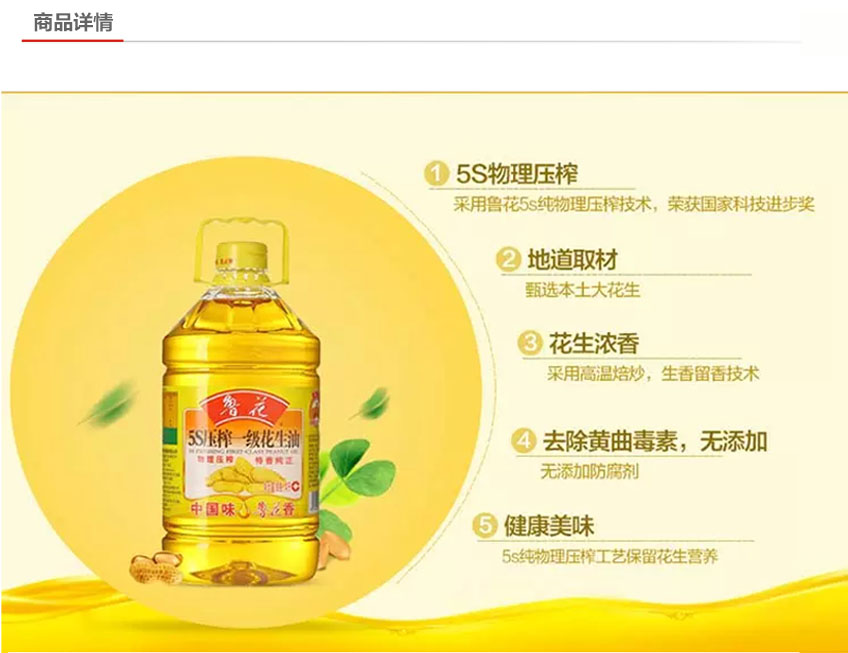 商品详情
1 5S物理压榨
采用鲁花5s纯物理压榨技术，荣获国家科技进步奖
2 地道取材
甄选本土大花生
3 花生浓香
采用高温焙炒，生香留香技术
4 去除黄曲毒素，无添加
无添加防腐剂
5 健康美味
5s纯物理压榨工艺保留花生营养
鲁花
5S压榨一级花生油
5S PRESSING FIRST-CLASS PEANUT OIL
物理压榨 特香纯正
中国味 鲁花香